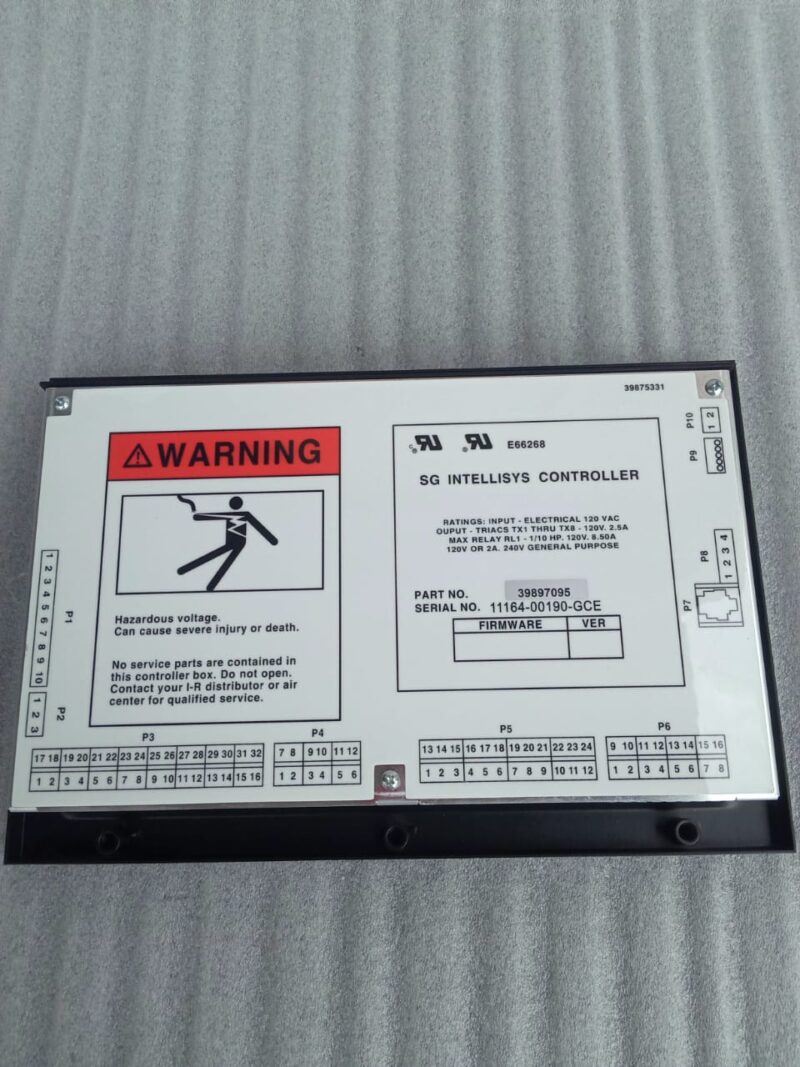 39875331
WARNING
Hazardous voltage.
Can cause severe injury or death.
No service parts are contained in
this controller box. Do not open.
Contact your I-R distributor or air
center for qualified service.
c RU ® RU ® E66268
SG INTELLISYS CONTROLLER
RATINGS: INPUT - ELECTRICAL 120 VAC
OUPUT - TRIACS TX1 THRU TX8 - 120V. 2.5A
MAX RELAY RL1 - 1/10 HP. 120V. 8.50A
120V OR 2A. 240V GENERAL PURPOSE
PART NO. 39897095
SERIAL NO. 11164-00190-GCE
FIRMWARE VER
P10
1 2
P9
P8
1 2 3 4
P7
P1
1 2 3 4 5 6 7 8 9 10
P2
1 2 3
P3
17 18 19 20 21 22 23 24 25 26 27 28 29 30 31 32
1 2 3 4 5 6 7 8 9 10 11 12 13 14 15 16
P4
7 8 9 10 11 12
1 2 3 4 5 6
P5
13 14 15 16 17 18 19 20 21 22 23 24
1 2 3 4 5 6 7 8 9 10 11 12
P6
9 10 11 12 13 14 15 16
1 2 3 4 5 6 7 8